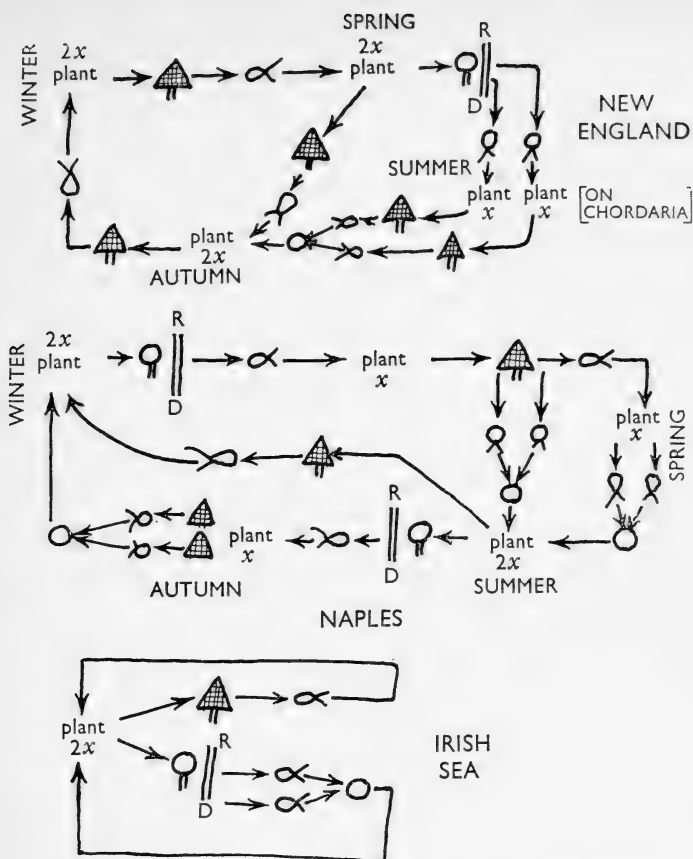 SPRING
WINTER
2x
plant
2x
plant
R
D
NEW
ENGLAND
SUMMER
plant
x
plant
x
[ON
CHORDARIA]
plant
2x
AUTUMN
WINTER
2x
plant
R
D
plant
x
plant
x
SPRING
R
D
plant
x
plant
2x
AUTUMN
SUMMER
NAPLES
plant
2x
R
D
IRISH
SEA